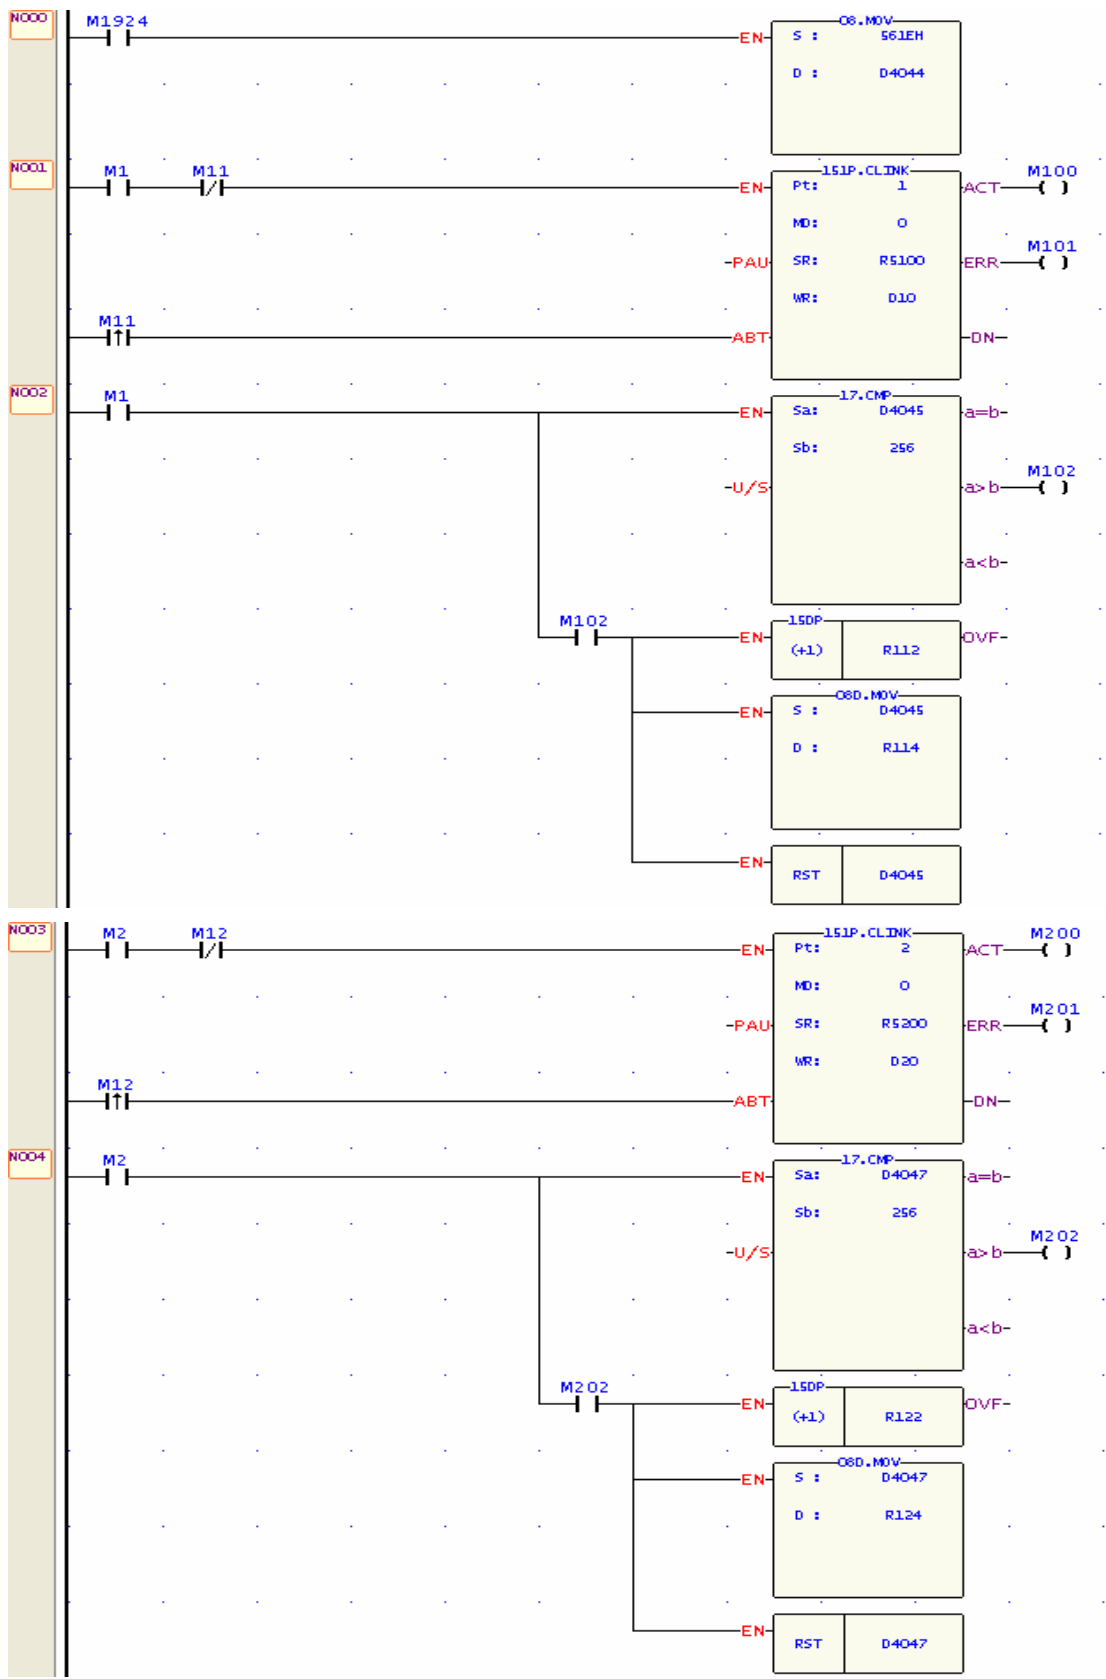 N000
M1924
08.MOV
EN
S : 561EH
D : D4044
N001
M1 M11
151P.CLINK
M100
EN Pt: 1 ACT
MD: 0
M101
PAU SR: R5100 ERR
WR: D10
M11
ABT DN
N002
M1
17.CMP
EN Sa: D4045 a=b
Sb: 256
M102
U/S a>b
a<b
M102
15DP
EN (+1) R112 OVF
08D.MOV
EN S : D4045
D : R114
EN RST D4045
N003
M2 M12
151P.CLINK
M200
EN Pt: 2 ACT
MD: 0
M201
PAU SR: R5200 ERR
WR: D20
M12
ABT DN
N004
M2
17.CMP
EN Sa: D4047 a=b
Sb: 256
M202
U/S a>b
a<b
M202
15DP
EN (+1) R122 OVF
08D.MOV
EN S : D4047
D : R124
EN RST D4047